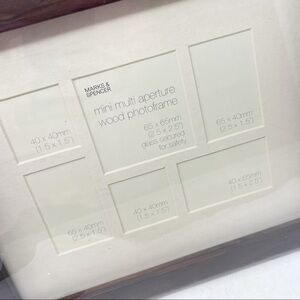 MARKS &
SPENCER
mini multi aperture
wood photoframe
65 x 65mm
(2.5 x 2.5")
glass secured
for safety
40 x 40mm
(1.5 x 1.5")
65 x 40mm
(2.5 x 1.5")
65 x 40mm
(2.5 x 1.5")
40 x 40mm
(1.5 x 1.5")
40 x 65mm
(1.5 x 2.5")